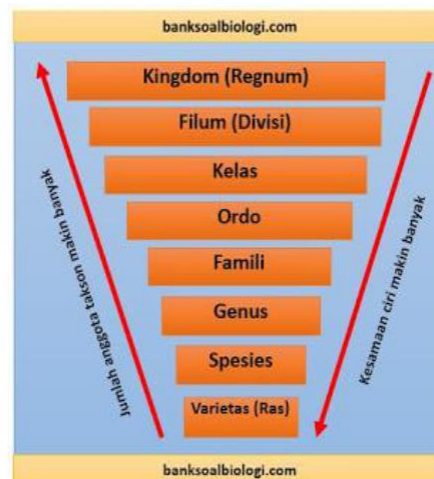 banksoalbiologi.com
Kingdom (Regnum)
Filum (Divisi)
Kelas
Ordo
Famili
Genus
Spesies
Varietas (Ras)
Jumlah anggota takson makin banyak
Kesamaan ciri makin banyak
banksoalbiologi.com